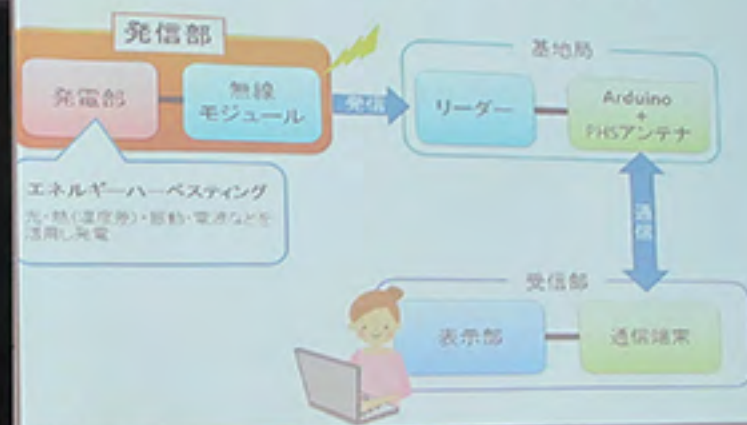 発信部
発電部
無線
モジュール
発信
基地局
リーダー
Arduino
+
PHSアンテナ
エネルギーハーベスティング
光・熱(温度差)・振動・電波などを
活用し発電
通信
受信部
表示部
通信端末